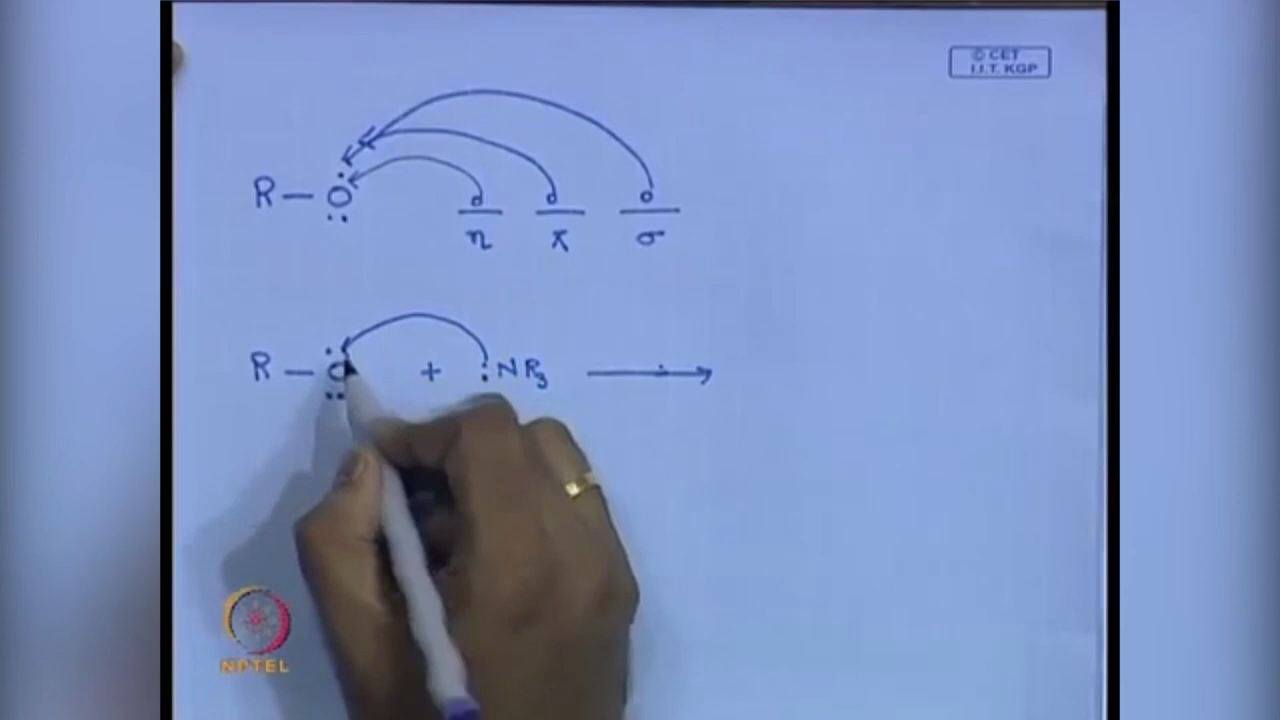 © CET
I.I.T. KGP
R — O
η π σ
R — O + :NR₃ →
NPTEL